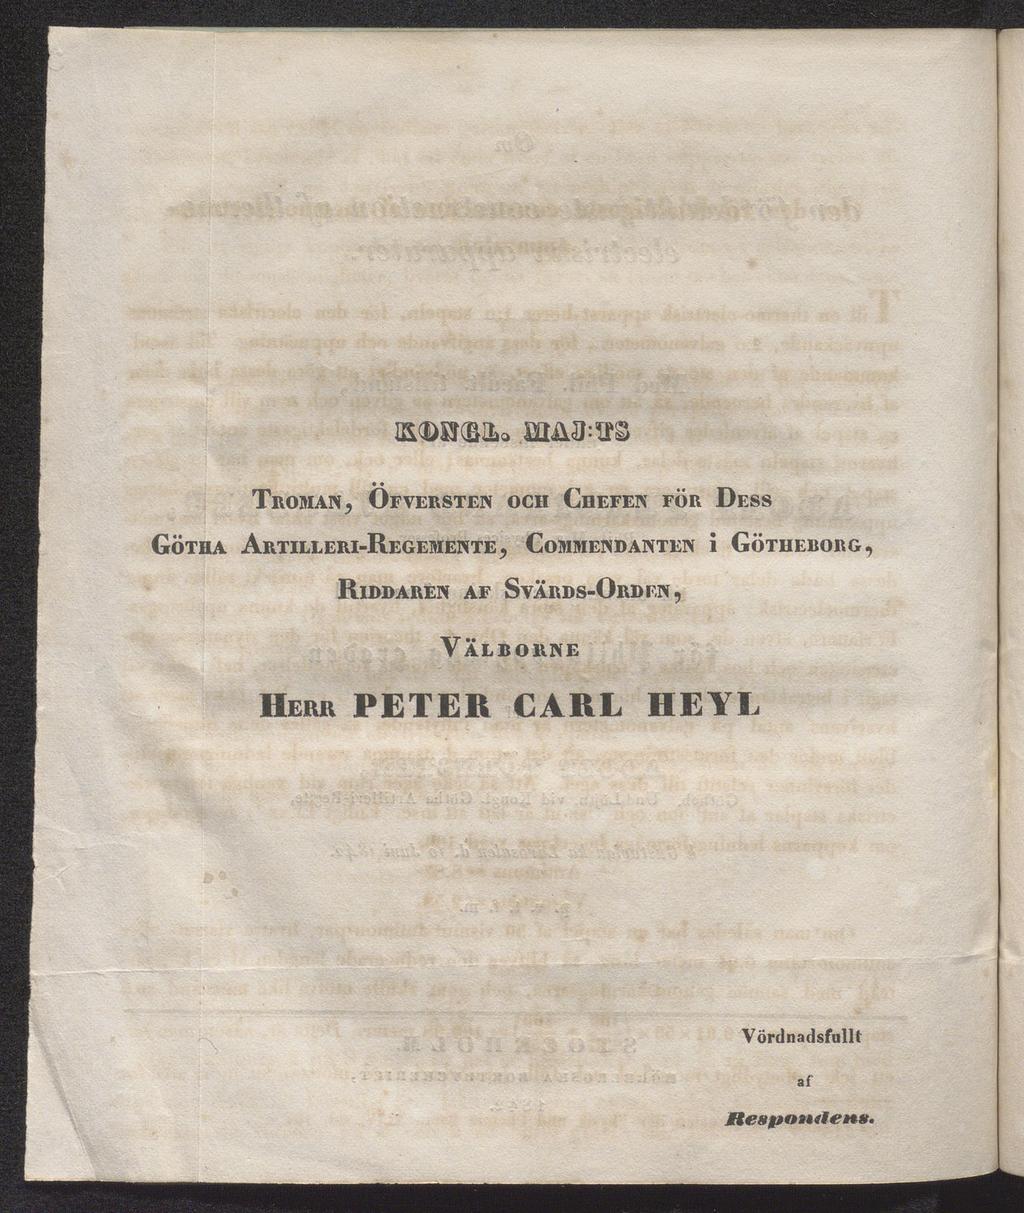 KONGL. MAJ:TS
TROMAN, ÖFVERSTEN OCH CHEFEN FÖR DESS
GÖTHA ARTILLERI-REGEMENTE, COMMENDANTEN i GÖTHEBORG,
RIDDAREN AF SVÄRDS-ORDEN,
VÄLBORNE
HERR PETER CARL HEYL
Vördnadsfullt
af
Respondens.